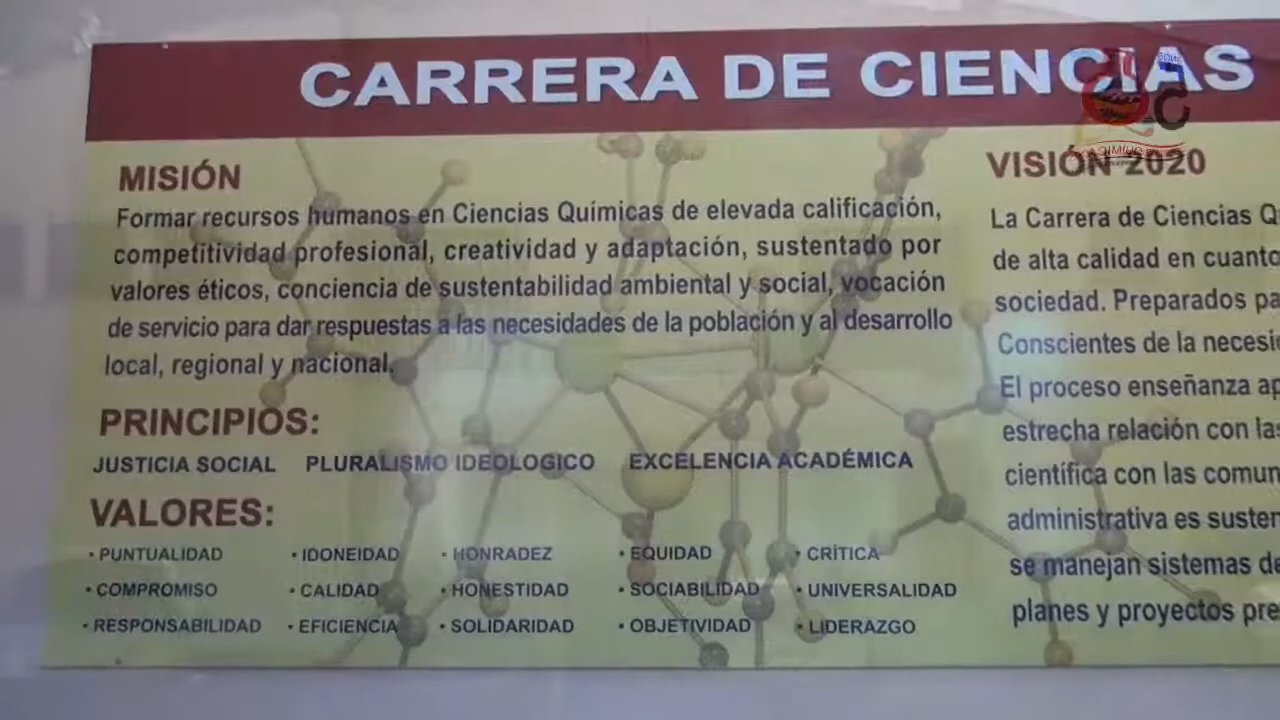 CARRERA DE CIENCIAS
MISIÓN
Formar recursos humanos en Ciencias Químicas de elevada calificación,
competitividad profesional, creatividad y adaptación, sustentado por
valores éticos, conciencia de sustentabilidad ambiental y social, vocación
de servicio para dar respuestas a las necesidades de la población y al desarrollo
local, regional y nacional.
PRINCIPIOS:
JUSTICIA SOCIAL PLURALISMO IDEOLOGICO EXCELENCIA ACADÉMICA
VALORES:
• PUNTUALIDAD • IDONEIDAD • HONRADEZ • EQUIDAD • CRÍTICA
• COMPROMISO • CALIDAD • HONESTIDAD • SOCIABILIDAD • UNIVERSALIDAD
• RESPONSABILIDAD • EFICIENCIA • SOLIDARIDAD • OBJETIVIDAD • LIDERAZGO
VISIÓN 2020
La Carrera de Ciencias Q
de alta calidad en cuanto
sociedad. Preparados pa
Conscientes de la necesi
El proceso enseñanza ap
estrecha relación con las
científica con las comun
administrativa es susten
se manejan sistemas de
planes y proyectos pre